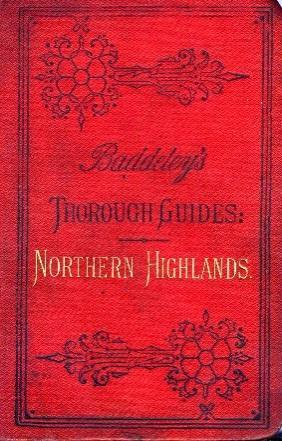 Baddeley's
THOROUGH GUIDES:
NORTHERN HIGHLANDS.